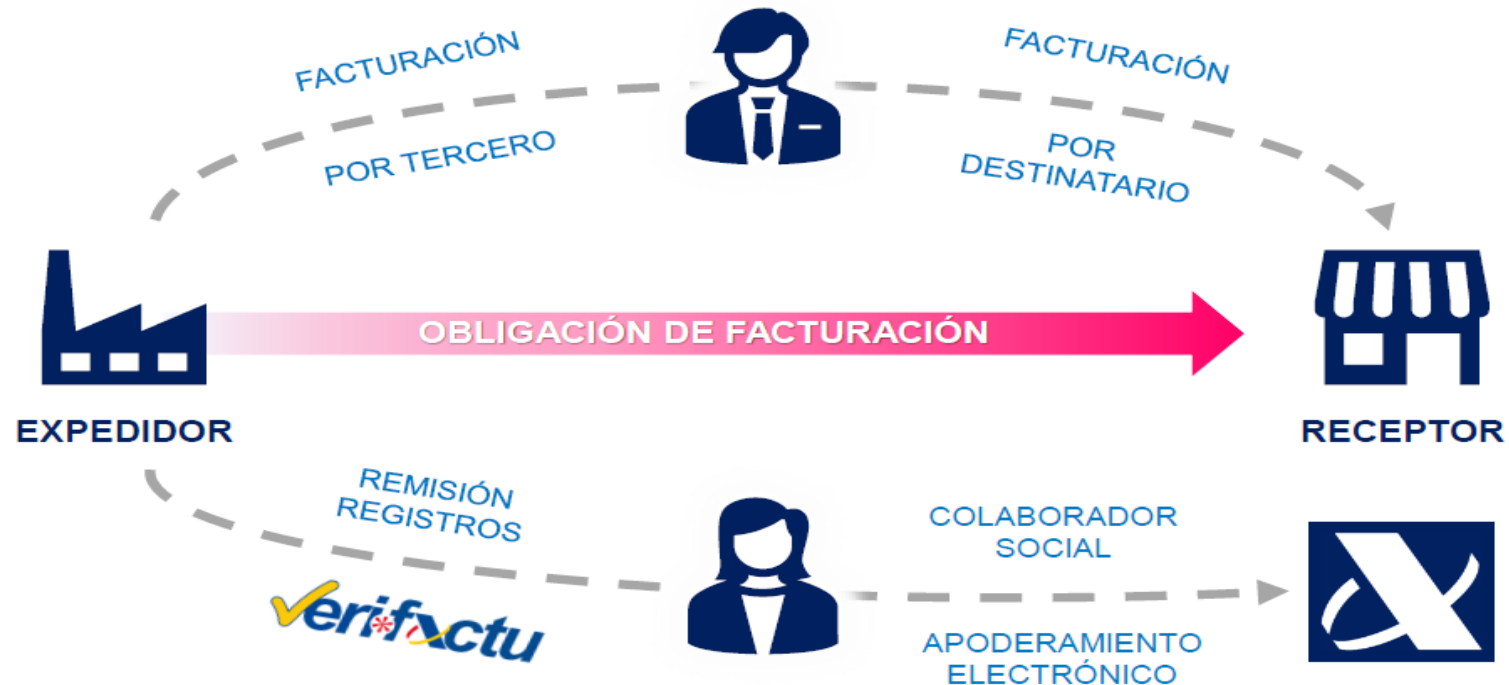 FACTURACIÓN
POR TERCERO
FACTURACIÓN
POR
DESTINATARIO
OBLIGACIÓN DE FACTURACIÓN
EXPEDIDOR
RECEPTOR
REMISIÓN
REGISTROS
Verifactu
COLABORADOR
SOCIAL
APODERAMIENTO
ELECTRÓNICO